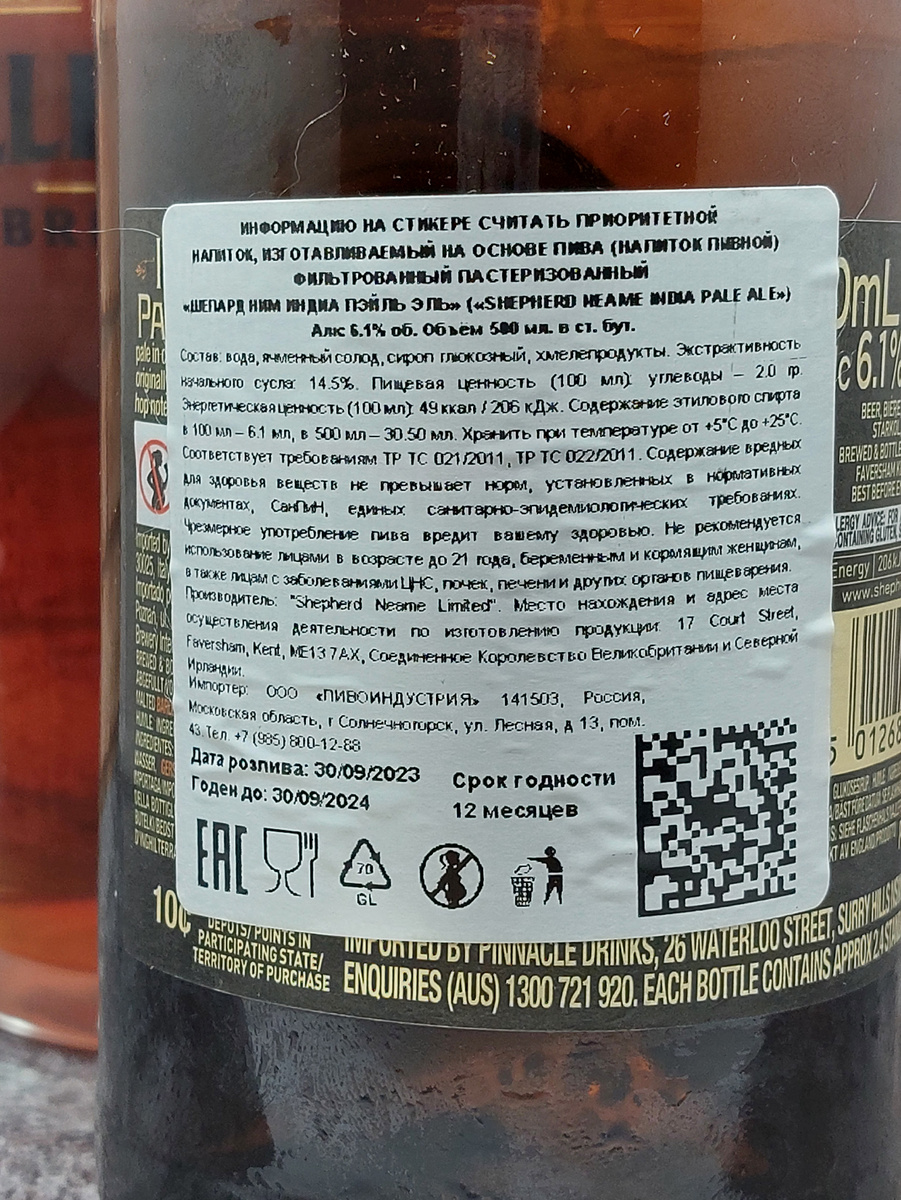 ИНФОРМАЦИЮ НА СТИКЕРЕ СЧИТАТЬ ПРИОРИТЕТНОЙ
НАПИТОК, ИЗГОТАВЛИВАЕМЫЙ НА ОСНОВЕ ПИВА (НАПИТОК ПИВНОЙ)
ФИЛЬТРОВАННЫЙ ПАСТЕРИЗОВАННЫЙ
«ШЕПАРД НИМ ИНДИА ПЭЙЛЬ ЭЛЬ» («SHEPHERD NEAME INDIA PALE ALE»)
Алк 6.1% об. Объём 500 мл. в ст. бут.
Состав: вода, ячменный солод, сироп глюкозный, хмелепродукты. Экстрактивность
начального сусла: 14.5%. Пищевая ценность (100 мл): углеводы – 2.0 гр.
Энергетическая ценность (100 мл): 49 ккал / 206 кДж. Содержание этилового спирта
в 100 мл – 6.1 мл, в 500 мл – 30.50 мл. Хранить при температуре от +5°С до +25°С.
Соответствует требованиям ТР ТС 021/2011, ТР ТС 022/2011. Содержание вредных
для здоровья веществ не превышает норм, установленных в нормативных
документах, СанПиН, единых санитарно-эпидемиологических требованиях.
Чрезмерное употребление пива вредит вашему здоровью. Не рекомендуется
использование лицами в возрасте до 21 года, беременным и кормящим женщинам,
а также лицам с заболеваниями ЦНС, почек, печени и других органов пищеварения.
Производитель: "Shepherd Neame Limited". Место нахождения и адрес места
осуществления деятельности по изготовлению продукции: 17 Court Street,
Faversham, Kent, ME13 7AX, Соединенное Королевство Великобритании и Северной
Ирландии.
Импортер: ООО «ПИВОИНДУСТРИЯ» 141503, Россия,
Московская область, г Солнечногорск, ул. Лесная, д 13, пом.
43. Тел. +7 (985) 800-12-88
Дата розлива: 30/09/2023
Годен до: 30/09/2024
Срок годности
12 месяцев
EAC
70
GL
10¢
DEPOTS/POINTS IN
PARTICIPATING STATE/
TERRITORY OF PURCHASE
IMPORTED BY PINNACLE DRINKS, 26 WATERLOO STREET, SURRY HILLS
ENQUIRIES (AUS) 1300 721 920. EACH BOTTLE CONTAINS APPROX 2.4
0mL
6.1%
Energy 206k
01268